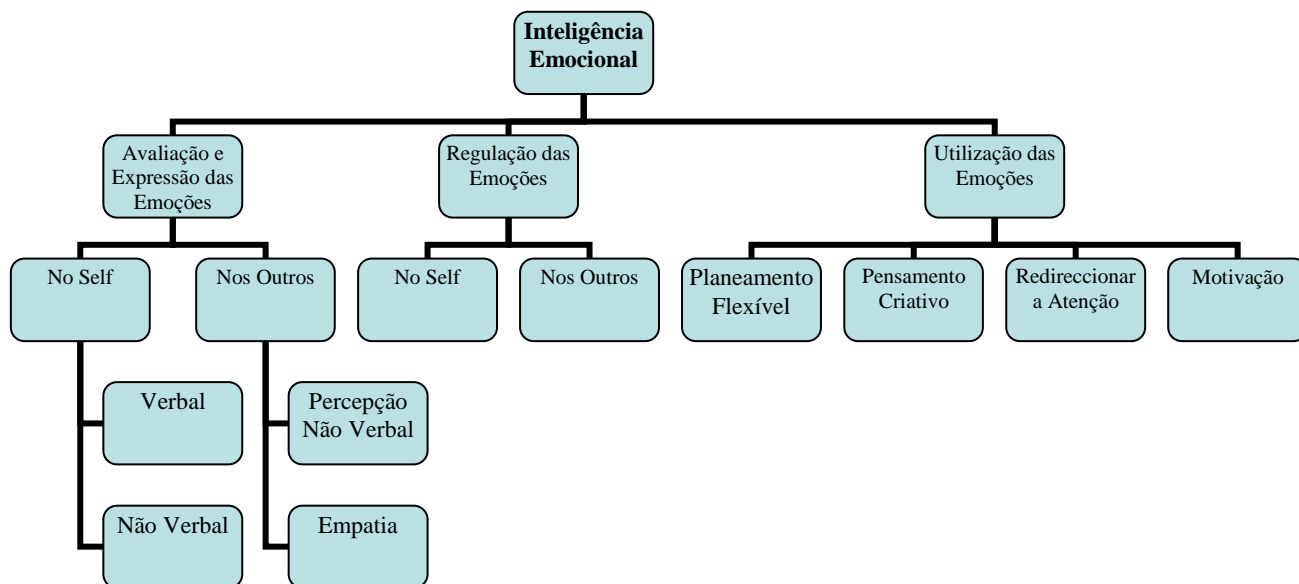 Inteligência
Emocional
Avaliação e
Expressão das
Emoções
Regulação das
Emoções
Utilização das
Emoções
No Self
Nos Outros
No Self
Nos Outros
Planeamento
Flexível
Pensamento
Criativo
Redireccionar
a Atenção
Motivação
Verbal
Percepção
Não Verbal
Não Verbal
Empatia